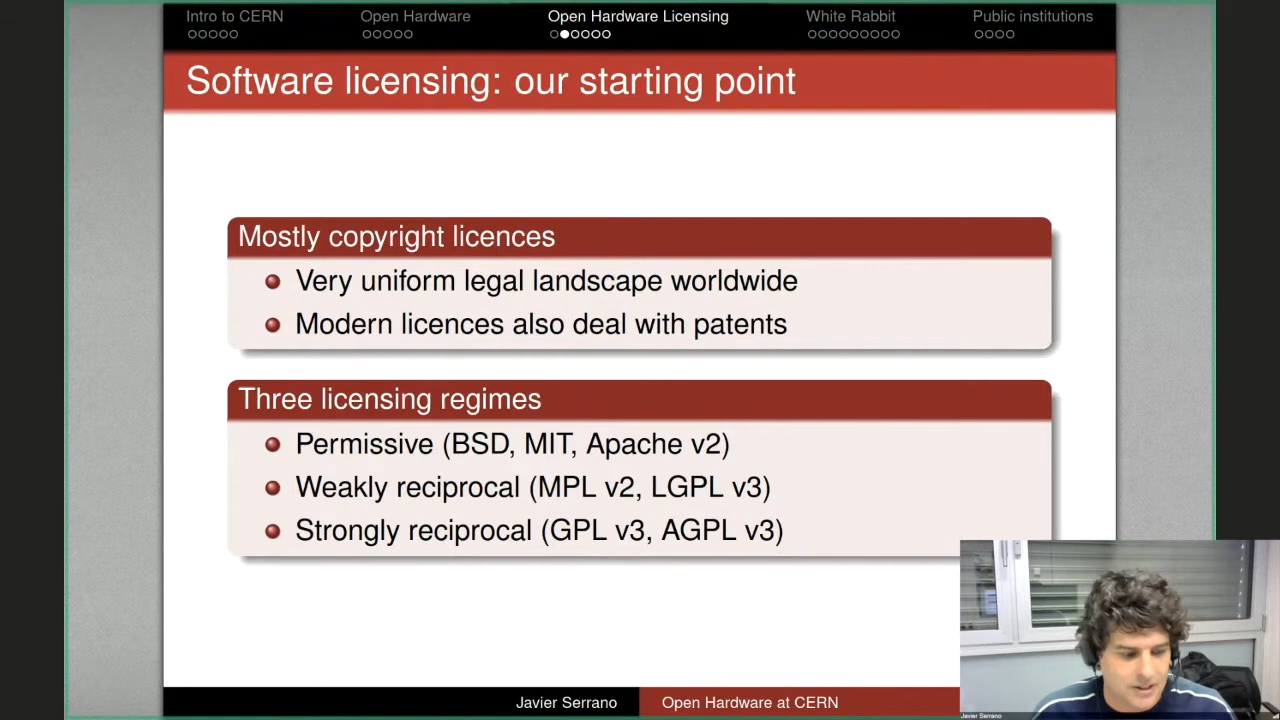 Intro to CERN
Open Hardware
Open Hardware Licensing
White Rabbit
Public institutions
Software licensing: our starting point
Mostly copyright licences
Very uniform legal landscape worldwide
Modern licences also deal with patents
Three licensing regimes
Permissive (BSD, MIT, Apache v2)
Weakly reciprocal (MPL v2, LGPL v3)
Strongly reciprocal (GPL v3, AGPL v3)
Javier Serrano
Open Hardware at CERN
Javier Serrano